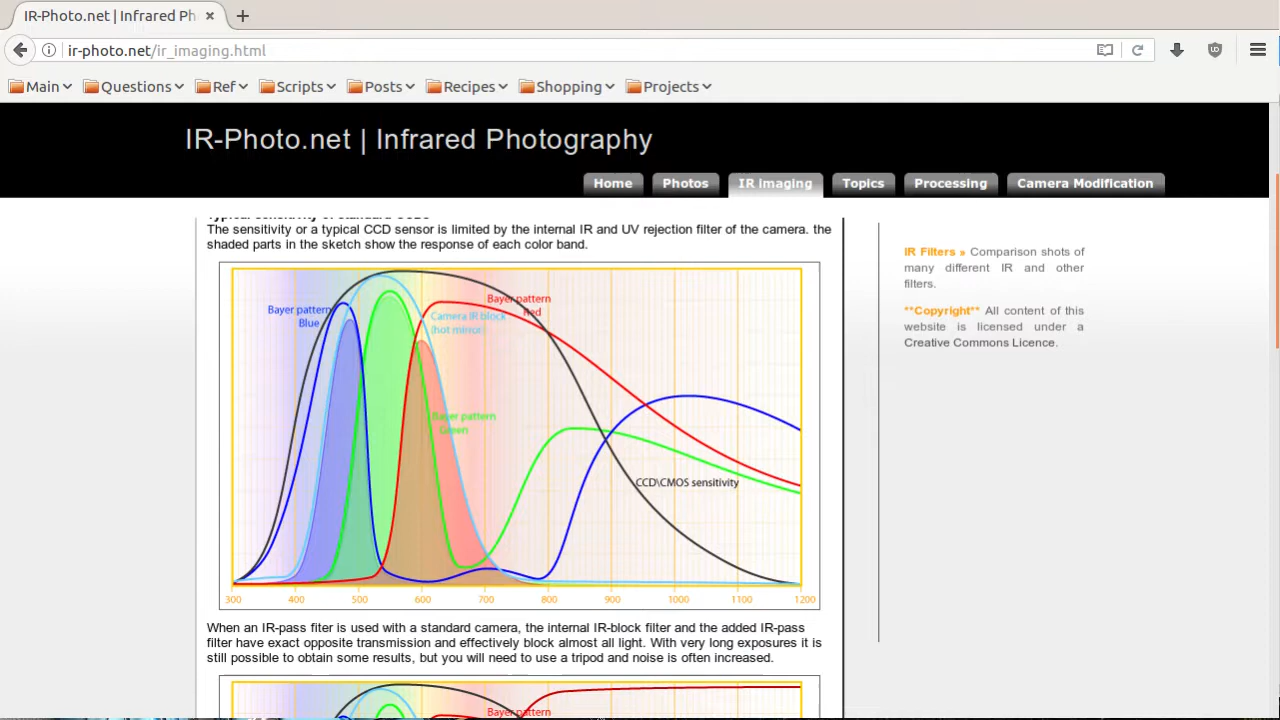 IR-Photo.net | Infrared Ph
ir-photo.net/ir_imaging.html
Main Questions Ref Scripts Posts Recipes Shopping Projects
IR-Photo.net | Infrared Photography
Home Photos IR imaging Topics Processing Camera Modification
Typical sensitivity of standard CCDs
The sensitivity or a typical CCD sensor is limited by the internal IR and UV rejection filter of the camera. the
shaded parts in the sketch show the response of each color band.
Bayer pattern
Blue
Bayer pattern
Red
Camera IR block
(hot mirror
Bayer pattern
Green
CCD\CMOS sensitivity
300 400 500 600 700 800 900 1000 1100 1200
When an IR-pass fiter is used with a standard camera, the internal IR-block filter and the added IR-pass
filter have exact opposite transmission and effectively block almost all light. With very long exposures it is
still possible to obtain some results, but you will need to use a tripod and noise is often increased.
Bayer pattern
IR Filters » Comparison shots of
many different IR and other
filters.
**Copyright** All content of this
website is licensed under a
Creative Commons Licence.